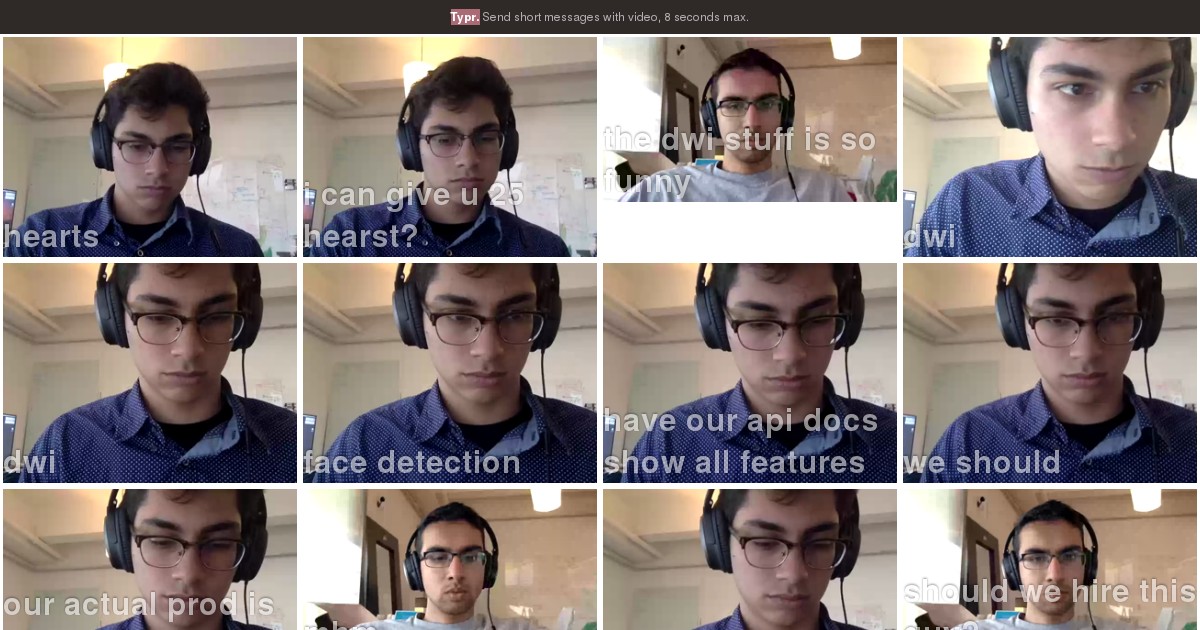 Typr. Send short messages with video, 8 seconds max.
hearts
i can give u 25
hearst?
the dwi stuff is so
funny
dwi
dwi
face detection
have our api docs
show all features
we should
our actual prod is
should we hire this